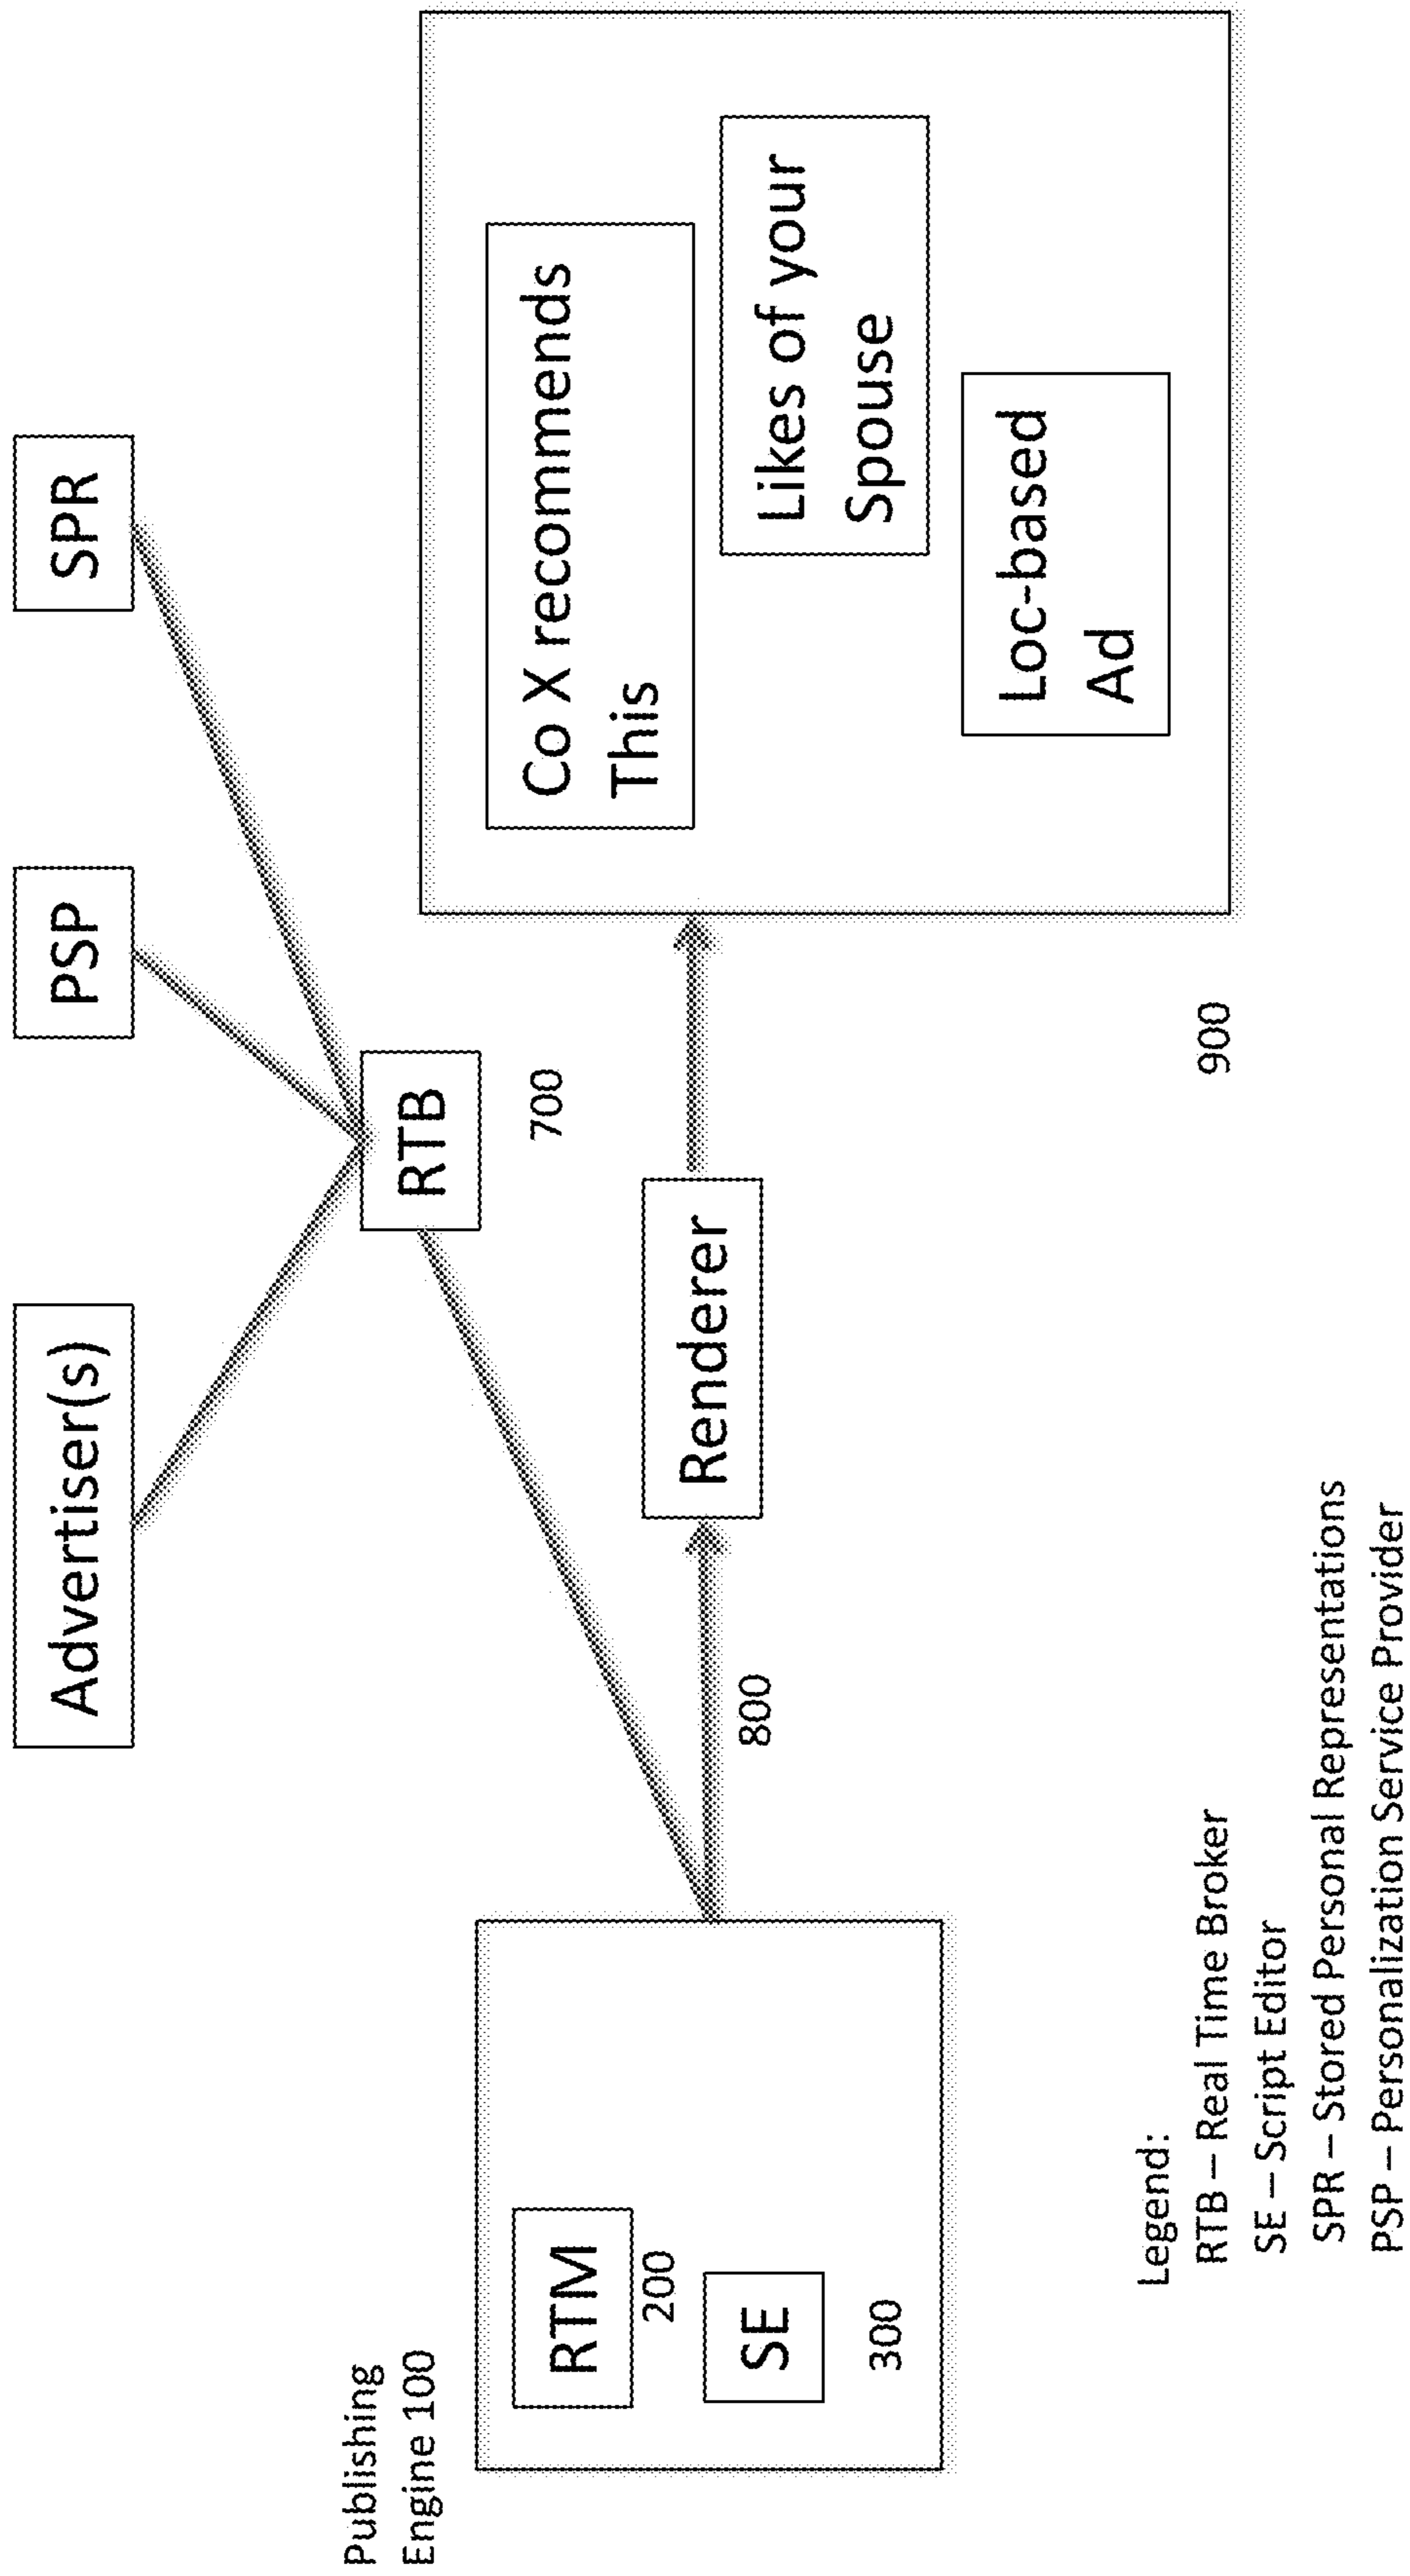 Advertiser(s)
PSP
SPR
Publishing
Engine 100
RTB
700
RTM
200
SE
300
800
Renderer
Co X recommends
This
Likes of your
Spouse
Loc-based
Ad
900
Legend:
RTB – Real Time Broker
SE – Script Editor
SPR – Stored Personal Representations
PSP – Personalization Service Provider